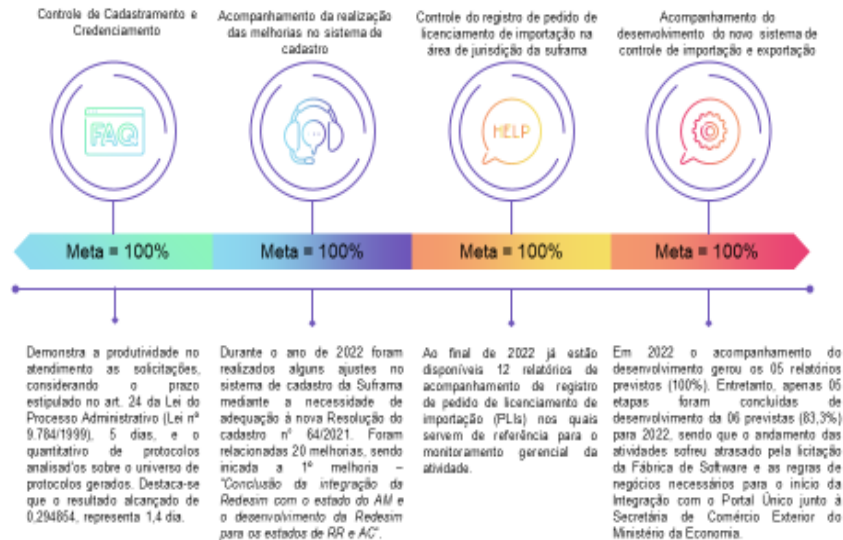 Controle de Cadastramento e
Credenciamento
Acompanhamento da realização
das melhorias no sistema de
cadastro
Controle do registro de pedido de
licenciamento de importação na
área de jurisdição da suframa
Acompanhamento do
desenvolvimento do novo sistema de
controle de importação e exportação
FAQ
HELP
Meta = 100%
Meta = 100%
Meta = 100%
Meta = 100%
Demonstra a produtividade no
atendimento as solicitações,
considerando o prazo
estipulado no art. 24 da Lei do
Processo Administrativo (Lei nº
9.784/1999), 5 dias, e o
quantitativo de protocolos
analisad'os sobre o universo de
protocolos gerados. Destaca-se
que o resultado alcançado de
0,294854, representa 1,4 dia.
Durante o ano de 2022 foram
realizados alguns ajustes no
sistema de cadastro da Suframa
mediante a necessidade de
adequação à nova Resolução do
cadastro n° 64/2021. Foram
relacionadas 20 melhorias, sendo
inicada a 1º melhoria –
"Conclusão da integração da
Redesim com o estado do AM e
o desenvolvimento da Redesim
para os estados de RR e AC".
Ao final de 2022 já estão
disponíveis 12 relatórios de
acompanhamento de registro
de pedido de licenciamento de
importação (PLIs) nos quais
servem de referência para o
monitoramento gerencial da
atividade.
Em 2022 o acompanhamento do
desenvolvimento gerou os 05 relatórios
previstos (100%). Entretanto, apenas 05
etapas foram concluídas de
desenvolvimento da 06 previstas (83,3%)
para 2022, sendo que o andamento das
atividades sofreu atrasado pela licitação
da Fábrica de Software e as regras de
negócios necessários para o início da
Integração com o Portal Único junto à
Secretária de Comércio Exterior do
Ministério da Economia.